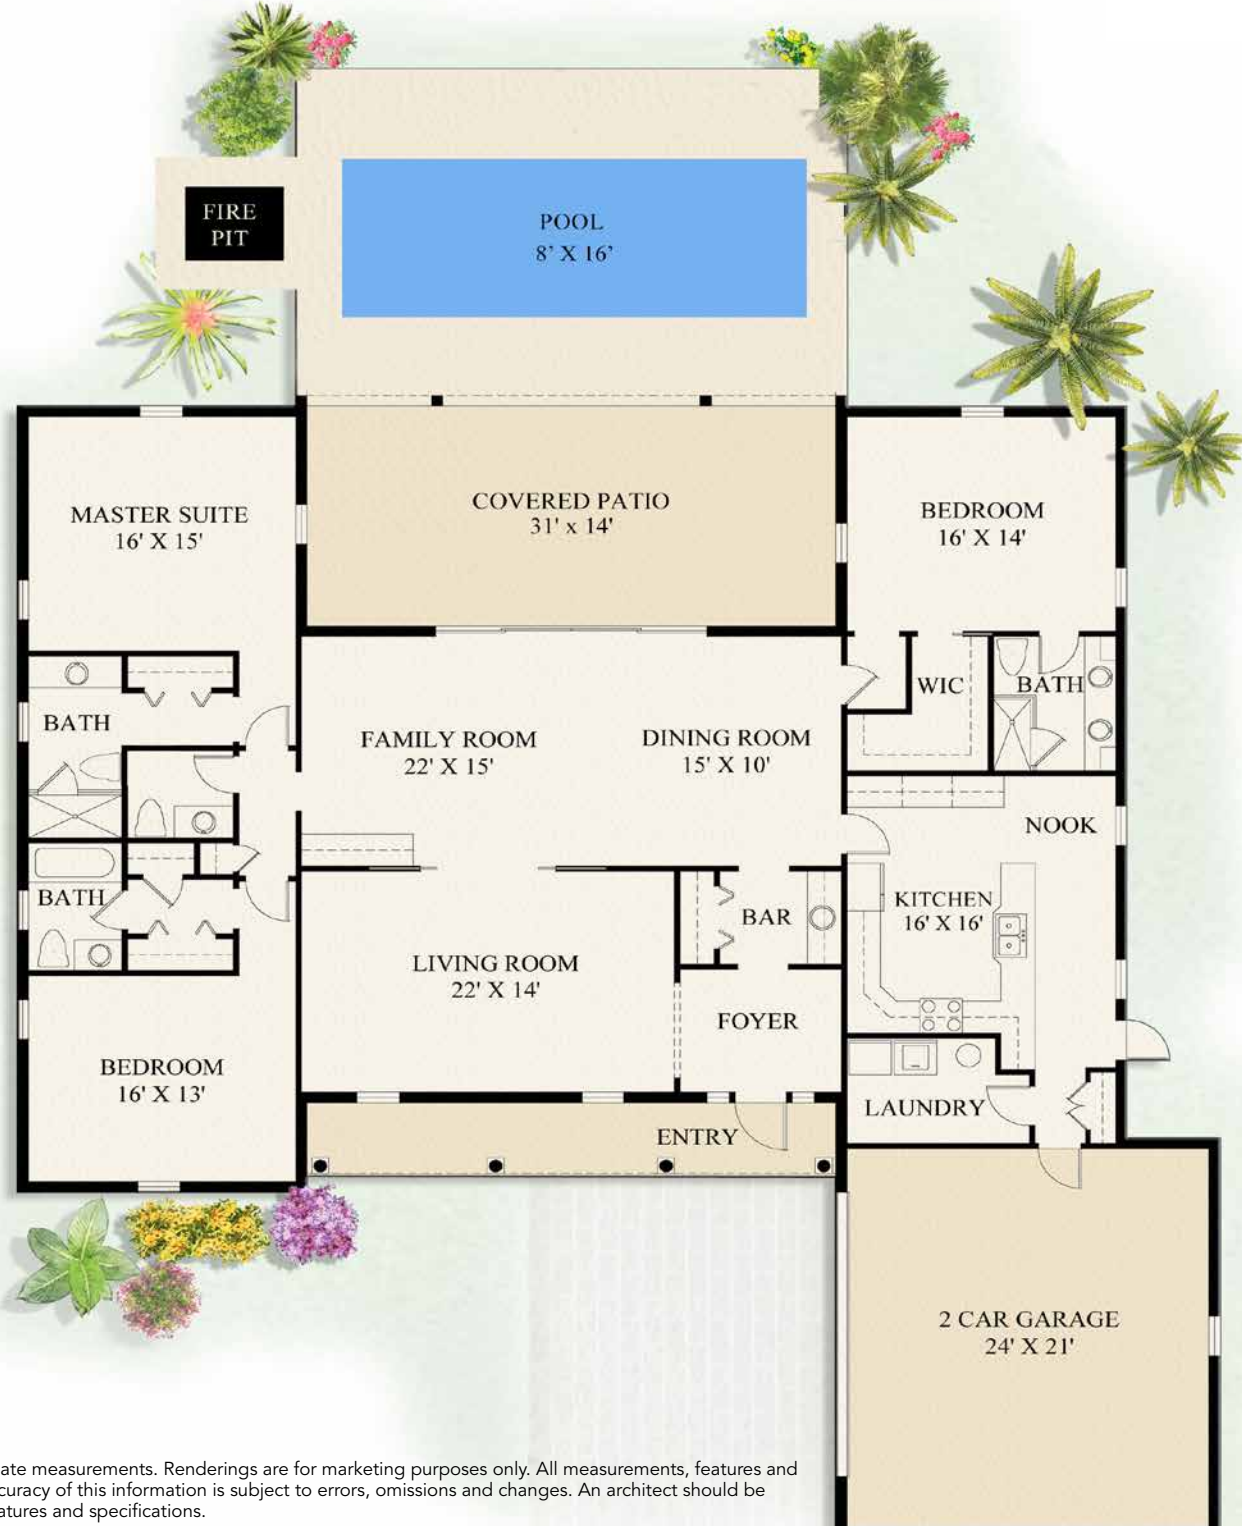 FIRE
PIT
POOL
8’ X 16’
MASTER SUITE
16' X 15'
COVERED PATIO
31' x 14'
BEDROOM
16' X 14'
BATH
WIC
BATH
FAMILY ROOM
22' X 15'
DINING ROOM
15' X 10'
NOOK
BATH
BAR
KITCHEN
16' X 16'
LIVING ROOM
22' X 14'
FOYER
BEDROOM
16' X 13'
LAUNDRY
ENTRY
2 CAR GARAGE
24' X 21'
measurements. Renderings are for marketing purposes only. All measurements, features and
of this information is subject to errors, omissions and changes. An architect should be
and specifications.